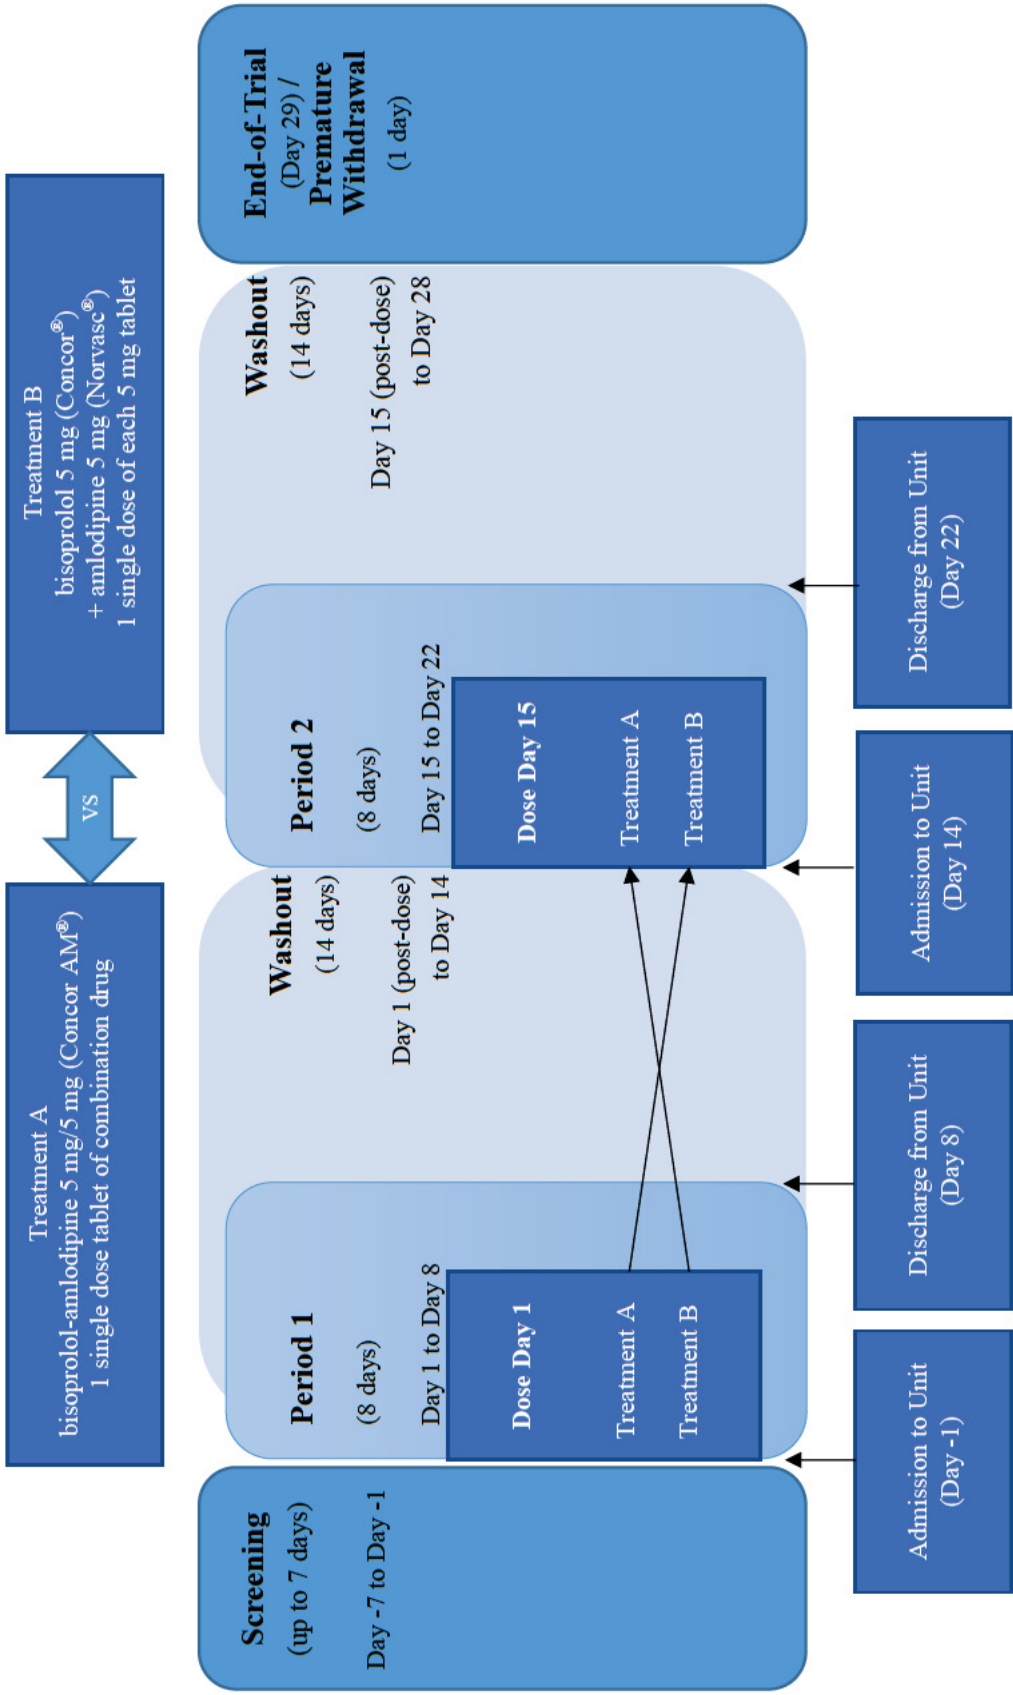 Treatment A
bisoprolol-amlodipine 5 mg/5 mg (Concor AM®)
1 single dose tablet of combination drug
vs
Treatment B
bisoprolol 5 mg (Concor®)
+ amlodipine 5 mg (Norvasc®)
1 single dose of each 5 mg tablet
Screening
(up to 7 days)
Day -7 to Day -1
Period 1
(8 days)
Day 1 to Day 8
Dose Day 1
Treatment A
Treatment B
Washout
(14 days)
Day 1 (post-dose)
to Day 14
Period 2
(8 days)
Day 15 to Day 22
Dose Day 15
Treatment A
Treatment B
Washout
(14 days)
Day 15 (post-dose)
to Day 28
End-of-Trial
(Day 29) /
Premature
Withdrawal
(1 day)
Admission to Unit
(Day -1)
Discharge from Unit
(Day 8)
Admission to Unit
(Day 14)
Discharge from Unit
(Day 22)